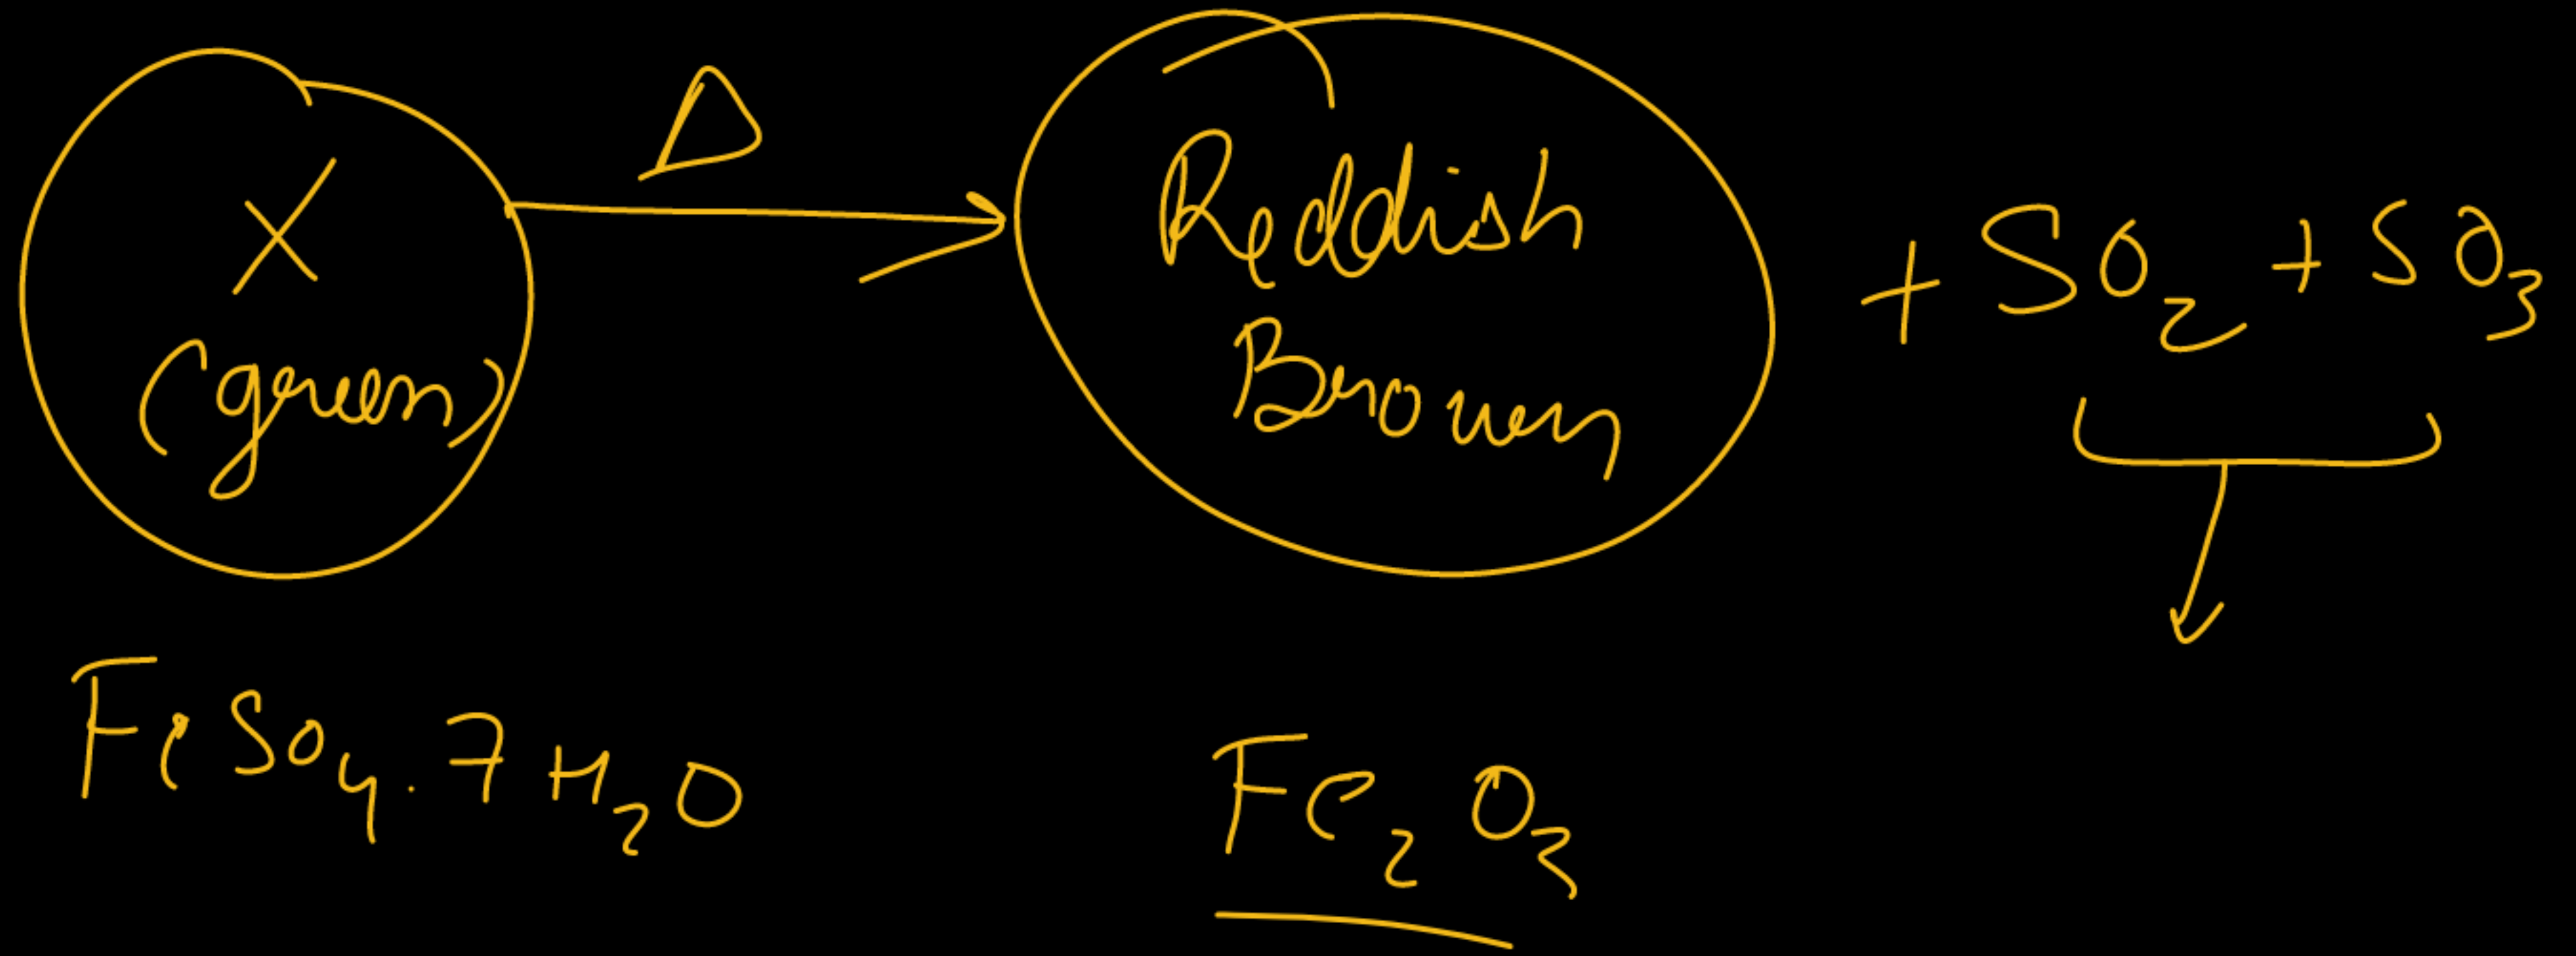 Δ
X → Reddish + SO₂ + SO₃
(green) Brown
FeSO₄.7H₂O Fe₂O₃